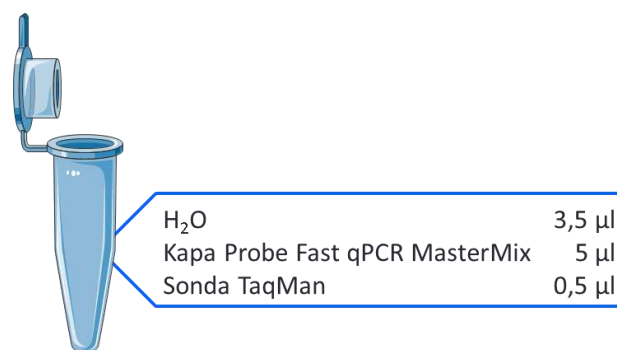 H₂O 3,5 µl
Kapa Probe Fast qPCR MasterMix 5 µl
Sonda TaqMan 0,5 µl